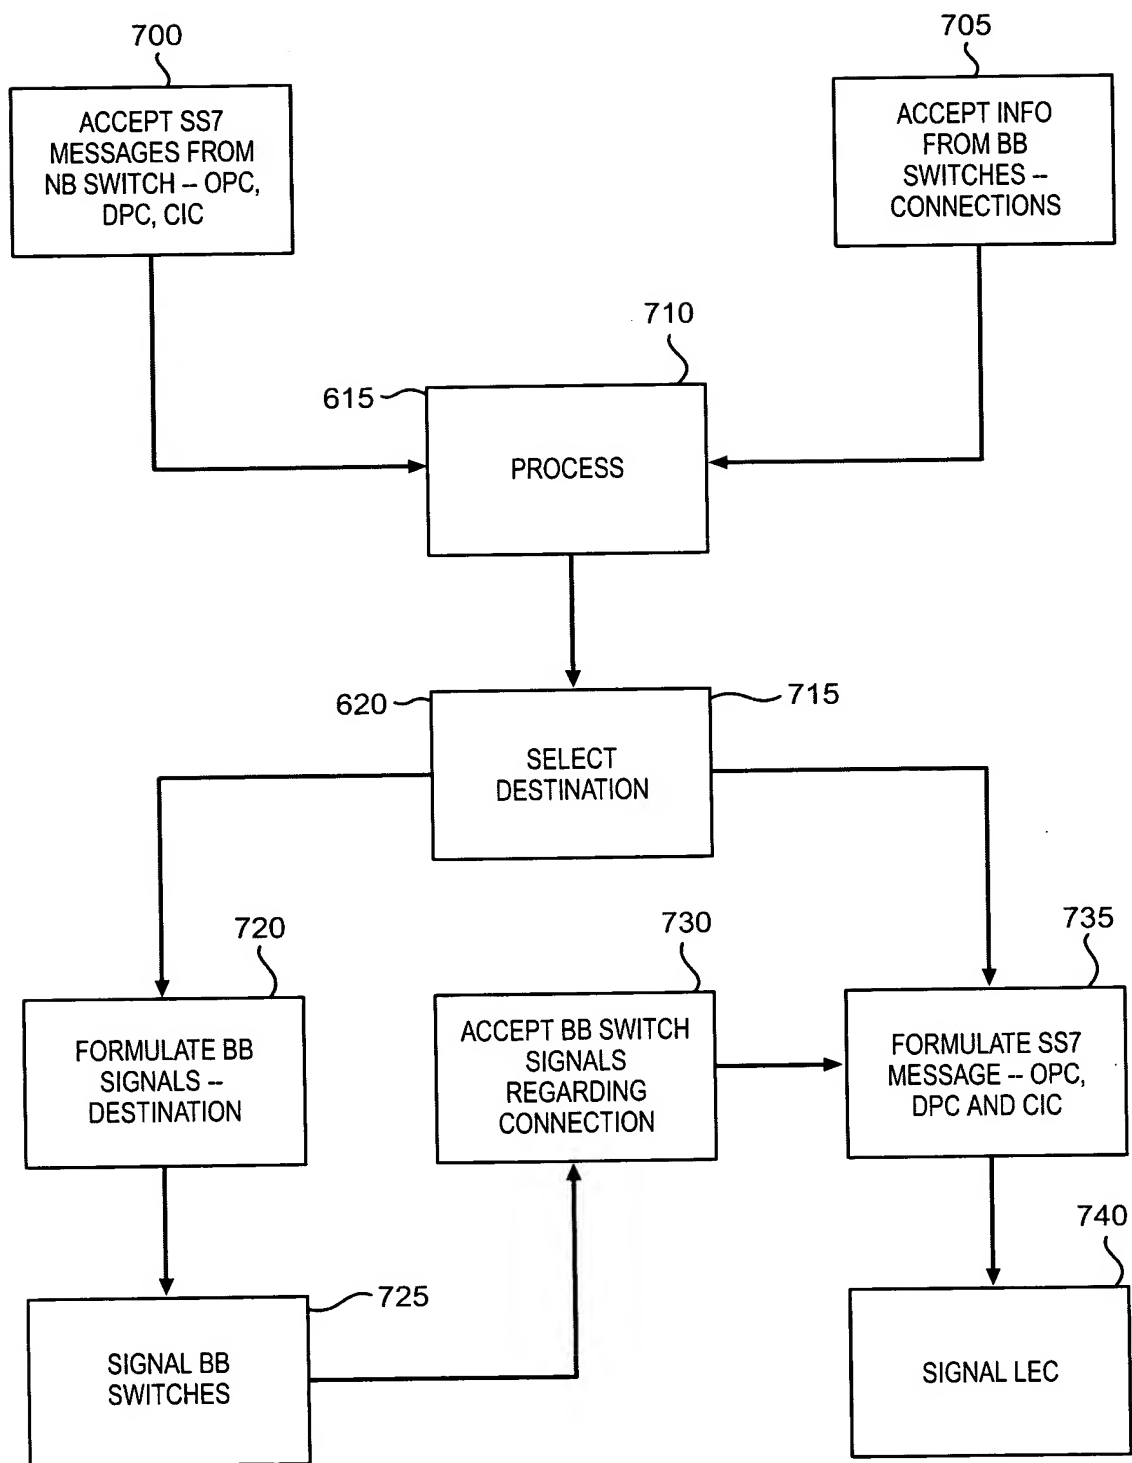 700
ACCEPT SS7
MESSAGES FROM
NB SWITCH -- OPC,
DPC, CIC
705
ACCEPT INFO
FROM BB
SWITCHES --
CONNECTIONS
710
615
PROCESS
620
715
SELECT
DESTINATION
720
FORMULATE BB
SIGNALS --
DESTINATION
730
ACCEPT BB SWITCH
SIGNALS
REGARDING
CONNECTION
735
FORMULATE SS7
MESSAGE -- OPC,
DPC AND CIC
725
SIGNAL BB
SWITCHES
740
SIGNAL LEC